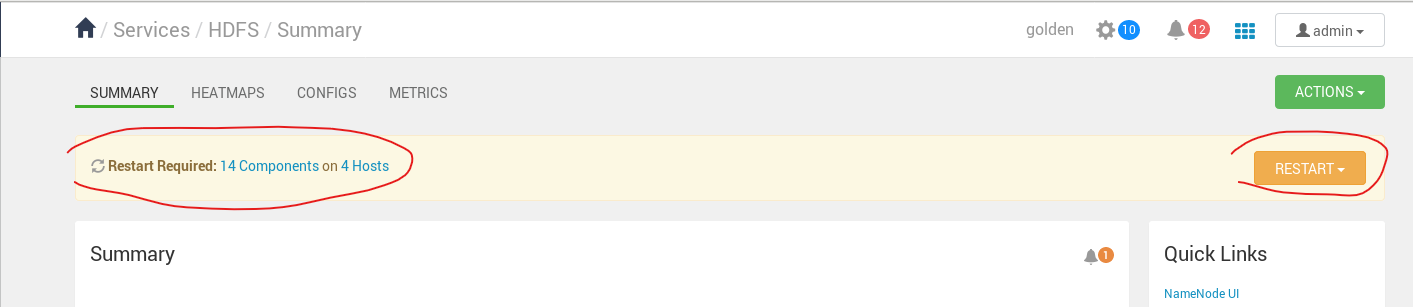 / Services / HDFS / Summary
golden 10 12 admin
SUMMARY HEATMAPS CONFIGS METRICS
ACTIONS
Restart Required: 14 Components on 4 Hosts
RESTART
Summary
1
Quick Links
NameNode UI